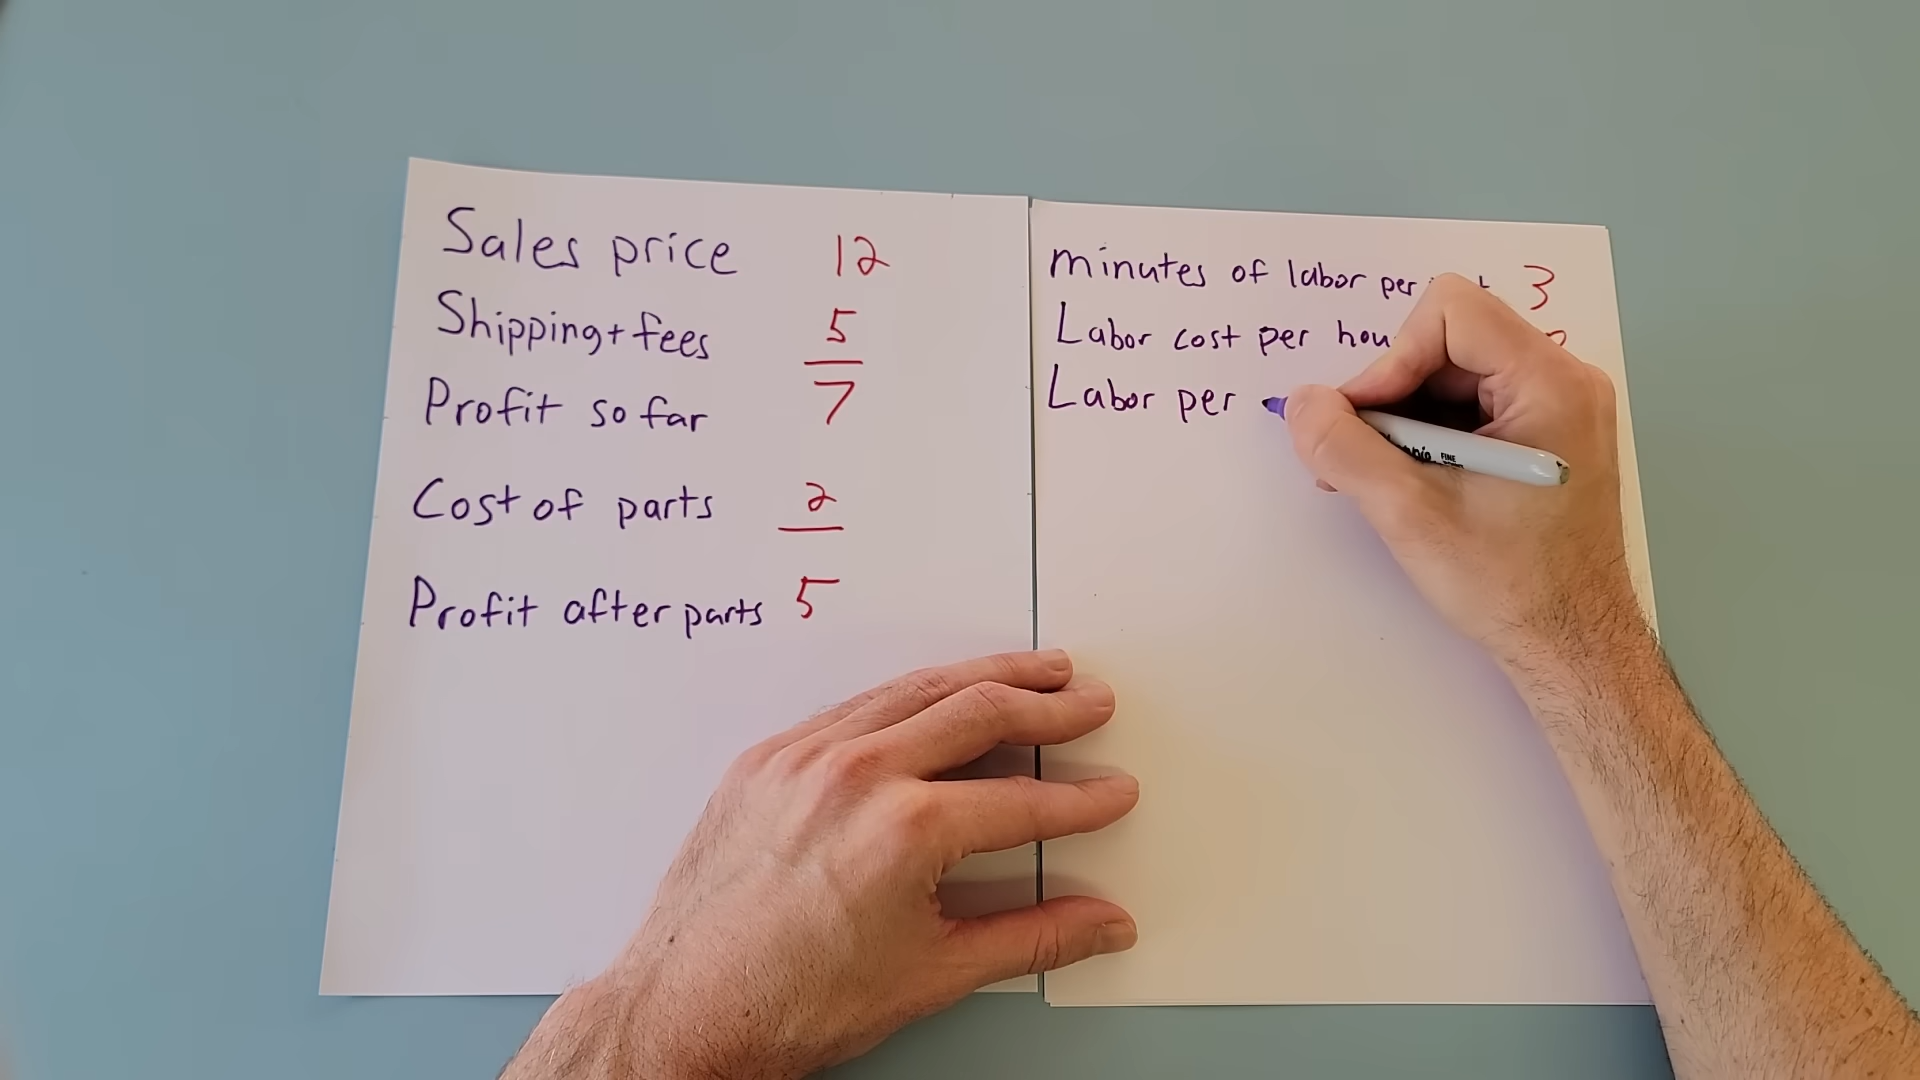 Sales price 12
Shipping+fees 5
Profit so far 7
Cost of parts 2
Profit after parts 5
minutes of labor per 3
Labor cost per
Labor per
FINE